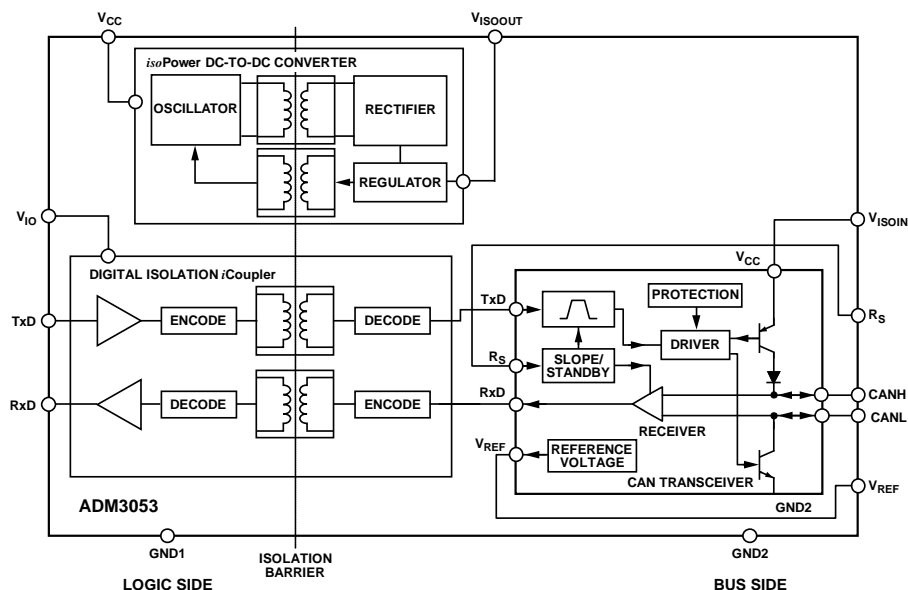 VCC
VISOOUT
isoPower DC-TO-DC CONVERTER
OSCILLATOR
RECTIFIER
REGULATOR
VIO
VISOIN
DIGITAL ISOLATION iCoupler
VCC
TxD
ENCODE
DECODE
TxD
PROTECTION
DRIVER
RS
RS
SLOPE/
STANDBY
RxD
DECODE
ENCODE
RxD
RECEIVER
CANH
CANL
VREF
REFERENCE
VOLTAGE
CAN TRANSCEIVER
VREF
GND2
ADM3053
GND1
GND2
ISOLATION
BARRIER
LOGIC SIDE
BUS SIDE